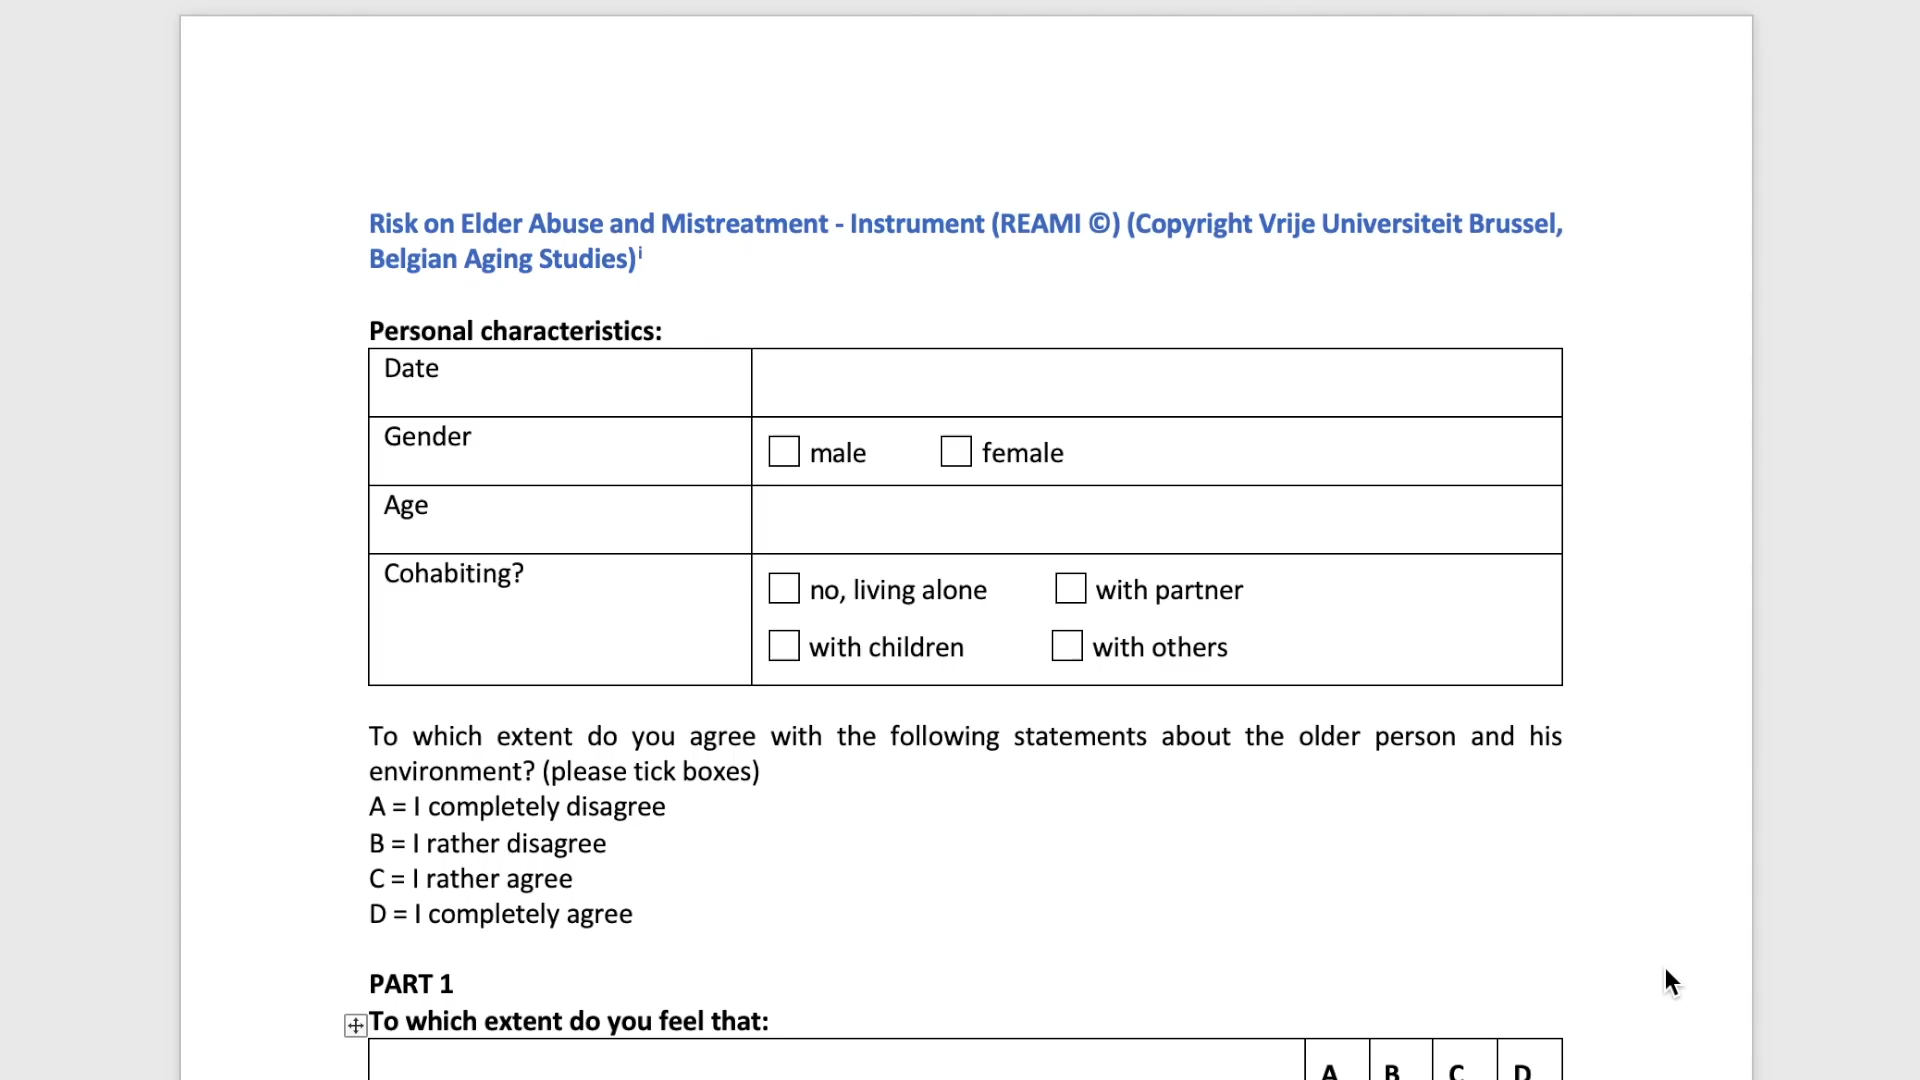 Risk on Elder Abuse and Mistreatment - Instrument (REAMI ©) (Copyright Vrije Universiteit Brussel,
Belgian Aging Studies)ⁱ
Personal characteristics:
Date
Gender
male female
Age
Cohabiting?
no, living alone with partner
with children with others
To which extent do you agree with the following statements about the older person and his
environment? (please tick boxes)
A = I completely disagree
B = I rather disagree
C = I rather agree
D = I completely agree
PART 1
To which extent do you feel that:
A B C D